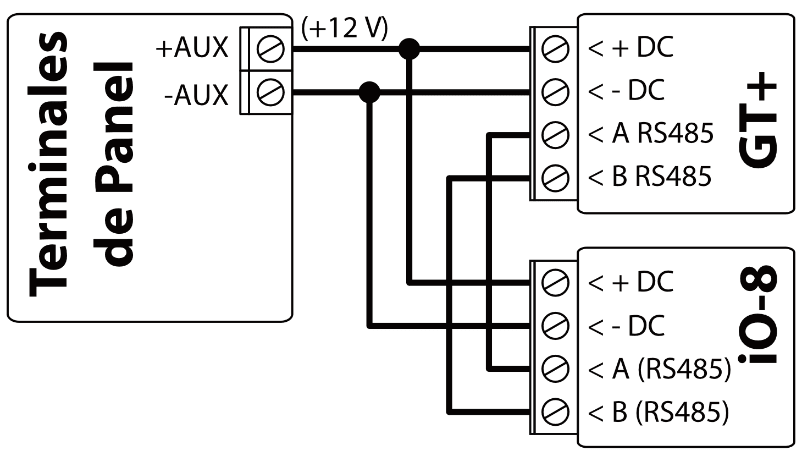 Terminales
de Panel
(+12 V)
+AUX
-AUX
< + DC
< - DC
< A RS485
< B RS485
GT+
< + DC
< - DC
< A (RS485)
< B (RS485)
iO-8